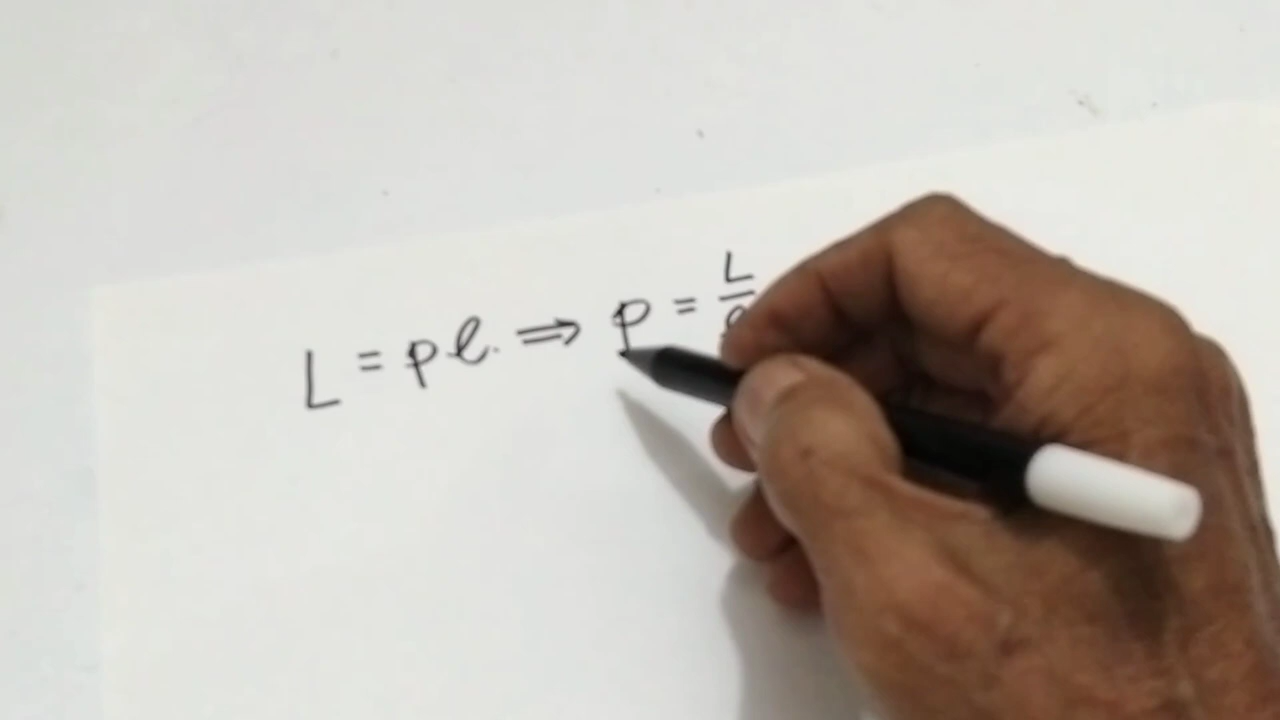 L = pl. ⇒ p = L/l